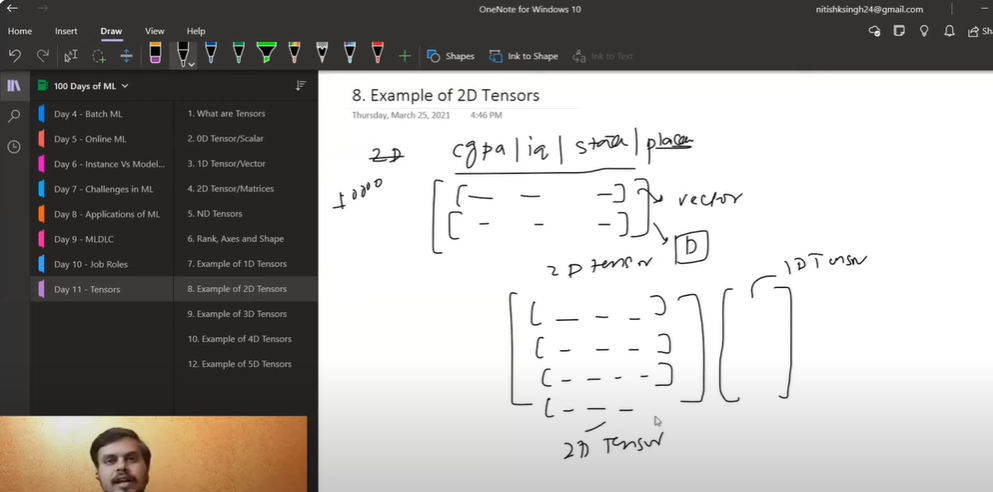 OneNote for Windows 10
nitishksingh24@gmail.com
Home Insert Draw View Help
Sha
Shapes Ink to Shape Ink to Text
100 Days of ML
Day 4 - Batch ML
Day 5 - Online ML
Day 6 - Instance Vs Model...
Day 7 - Challenges in ML
Day 8 - Applications of ML
Day 9 - MLDLC
Day 10 - Job Roles
Day 11 - Tensors
1. What are Tensors
2. 0D Tensor/Scalar
3. 1D Tensor/Vector
4. 2D Tensor/Matrices
5. ND Tensors
6. Rank, Axes and Shape
7. Example of 1D Tensors
8. Example of 2D Tensors
9. Example of 3D Tensors
10. Example of 4D Tensors
12. Example of 5D Tensors
8. Example of 2D Tensors
Thursday, March 25, 2021 4:46 PM
2D cgpa | iq | state |
10000
vector
2D tensor D
1D Tensor
2D Tensor